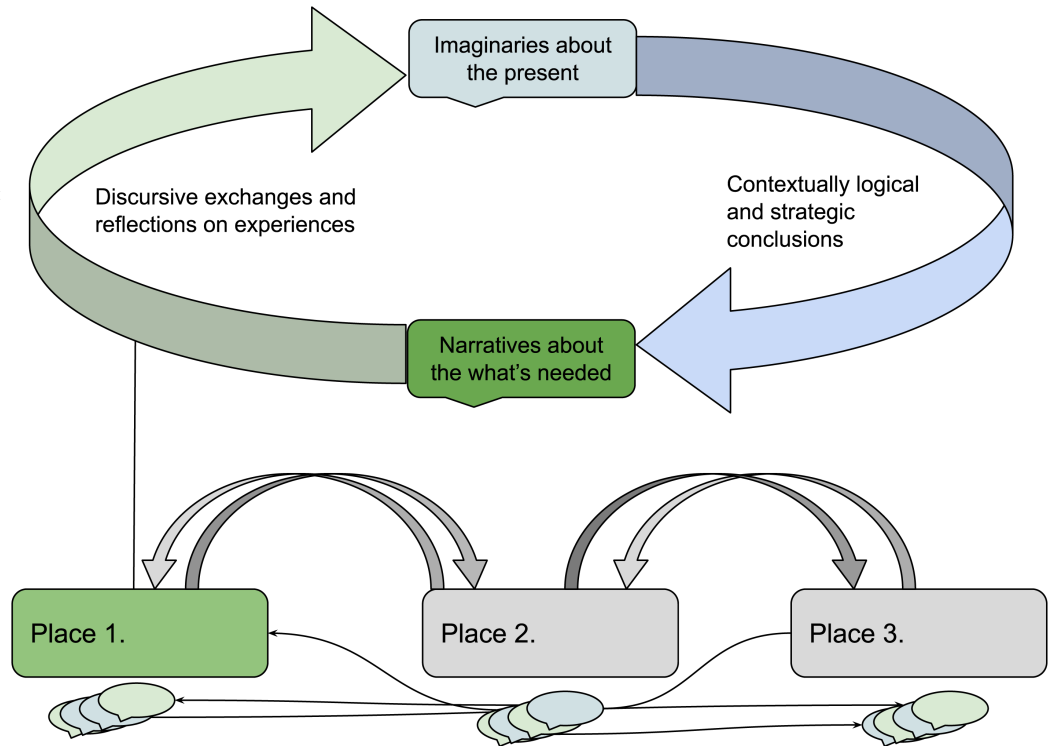 Imaginaries about
the present
Discursive exchanges and
reflections on experiences
Contextually logical
and strategic
conclusions
Narratives about
the what's needed
Place 1.
Place 2.
Place 3.